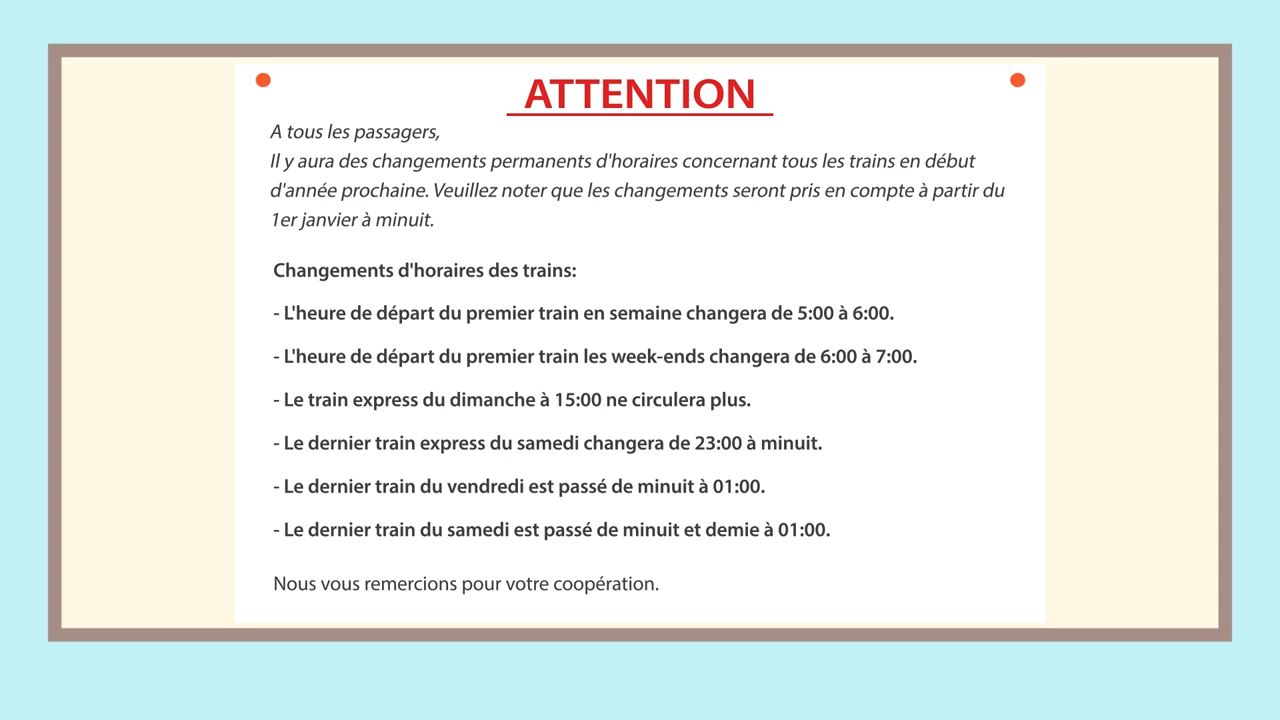 ATTENTION
A tous les passagers,
Il y aura des changements permanents d'horaires concernant tous les trains en début
d'année prochaine. Veuillez noter que les changements seront pris en compte à partir du
1er janvier à minuit.
Changements d'horaires des trains:
- L'heure de départ du premier train en semaine changera de 5:00 à 6:00.
- L'heure de départ du premier train les week-ends changera de 6:00 à 7:00.
- Le train express du dimanche à 15:00 ne circulera plus.
- Le dernier train express du samedi changera de 23:00 à minuit.
- Le dernier train du vendredi est passé de minuit à 01:00.
- Le dernier train du samedi est passé de minuit et demie à 01:00.
Nous vous remercions pour votre coopération.